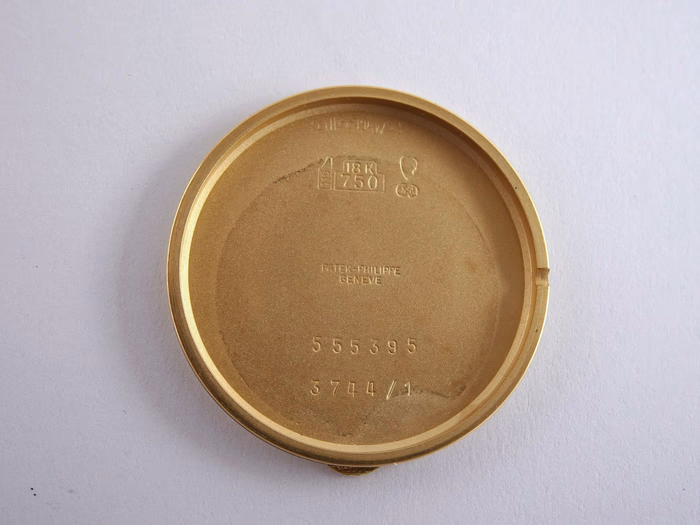 18K
750
PATEK-PHILIPPE
GENEVE
555395
3744/1